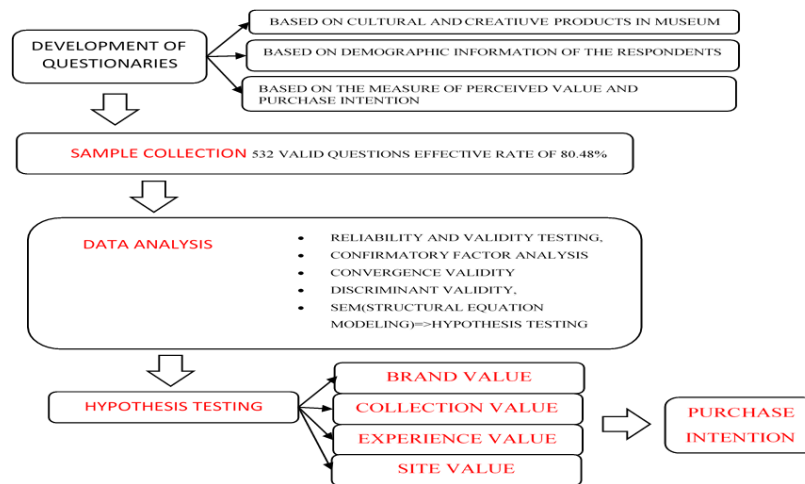 BASED ON CULTURAL AND CREATIUVE PRODUCTS IN MUSEUM
DEVELOPMENT OF
QUESTIONARIES
BASED ON DEMOGRAPHIC INFORMATION OF THE RESPONDENTS
BASED ON THE MEASURE OF PERCEIVED VALUE AND
PURCHASE INTENTION
SAMPLE COLLECTION 532 VALID QUESTIONS EFFECTIVE RATE OF 80.48%
DATA ANALYSIS
• RELIABILITY AND VALIDITY TESTING,
• CONFIRMATORY FACTOR ANALYSIS
• CONVERGENCE VALIDITY
• DISCRIMINANT VALIDITY,
• SEM(STRUCTURAL EQUATION
MODELING)=>HYPOTHESIS TESTING
HYPOTHESIS TESTING
BRAND VALUE
COLLECTION VALUE
EXPERIENCE VALUE
SITE VALUE
PURCHASE
INTENTION